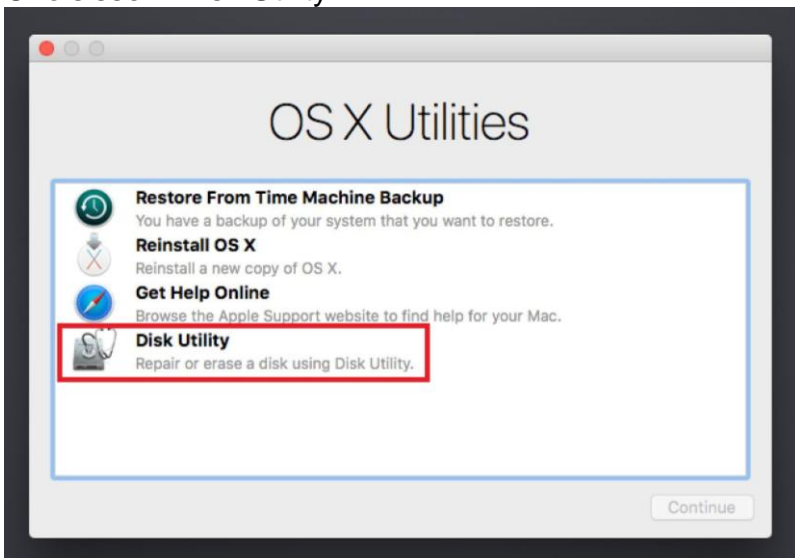 OS X Utilities
Restore From Time Machine Backup
You have a backup of your system that you want to restore.
Reinstall OS X
Reinstall a new copy of OS X.
Get Help Online
Browse the Apple Support website to find help for your Mac.
Disk Utility
Repair or erase a disk using Disk Utility.
Continue